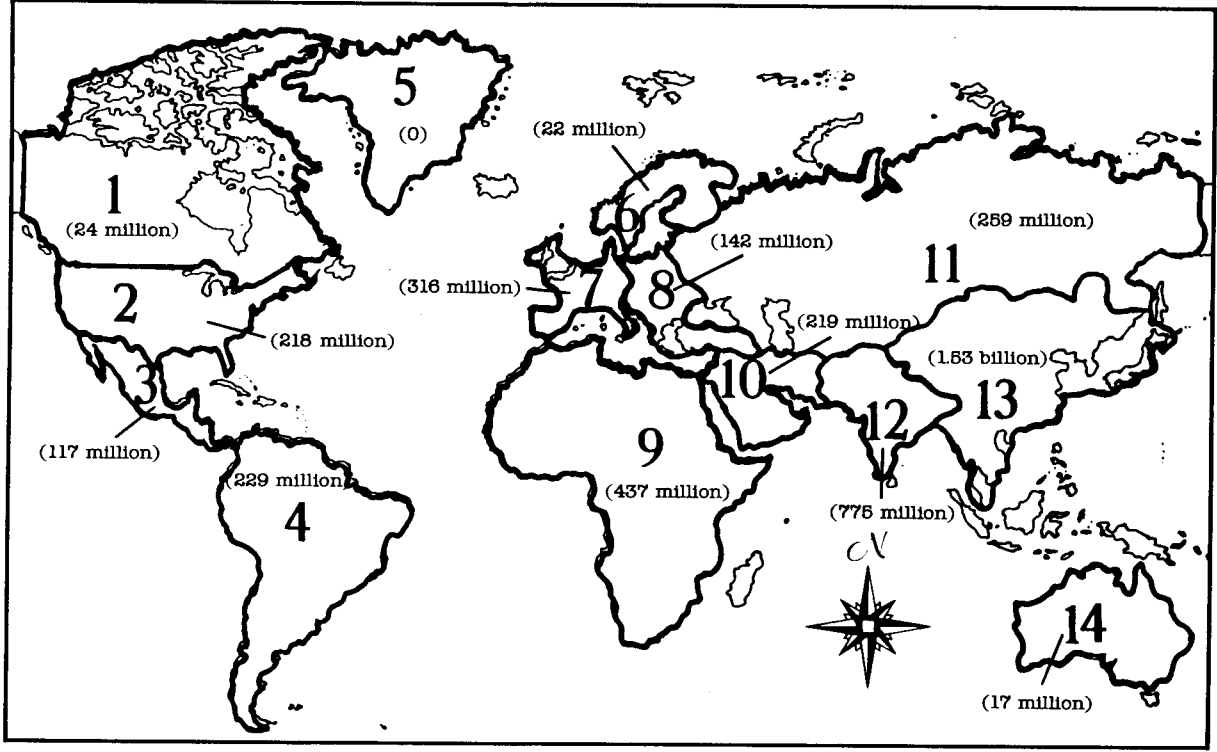 5
(0)
(22 million)
1
(24 million)
6
(259 million)
(142 million)
11
(316 million)
7
8
2
(218 million)
(219 million)
(1.53 billion)
3
10
13
12
(117 million)
9
(229 million)
(437 million)
4
(775 million)
N
14
(17 million)